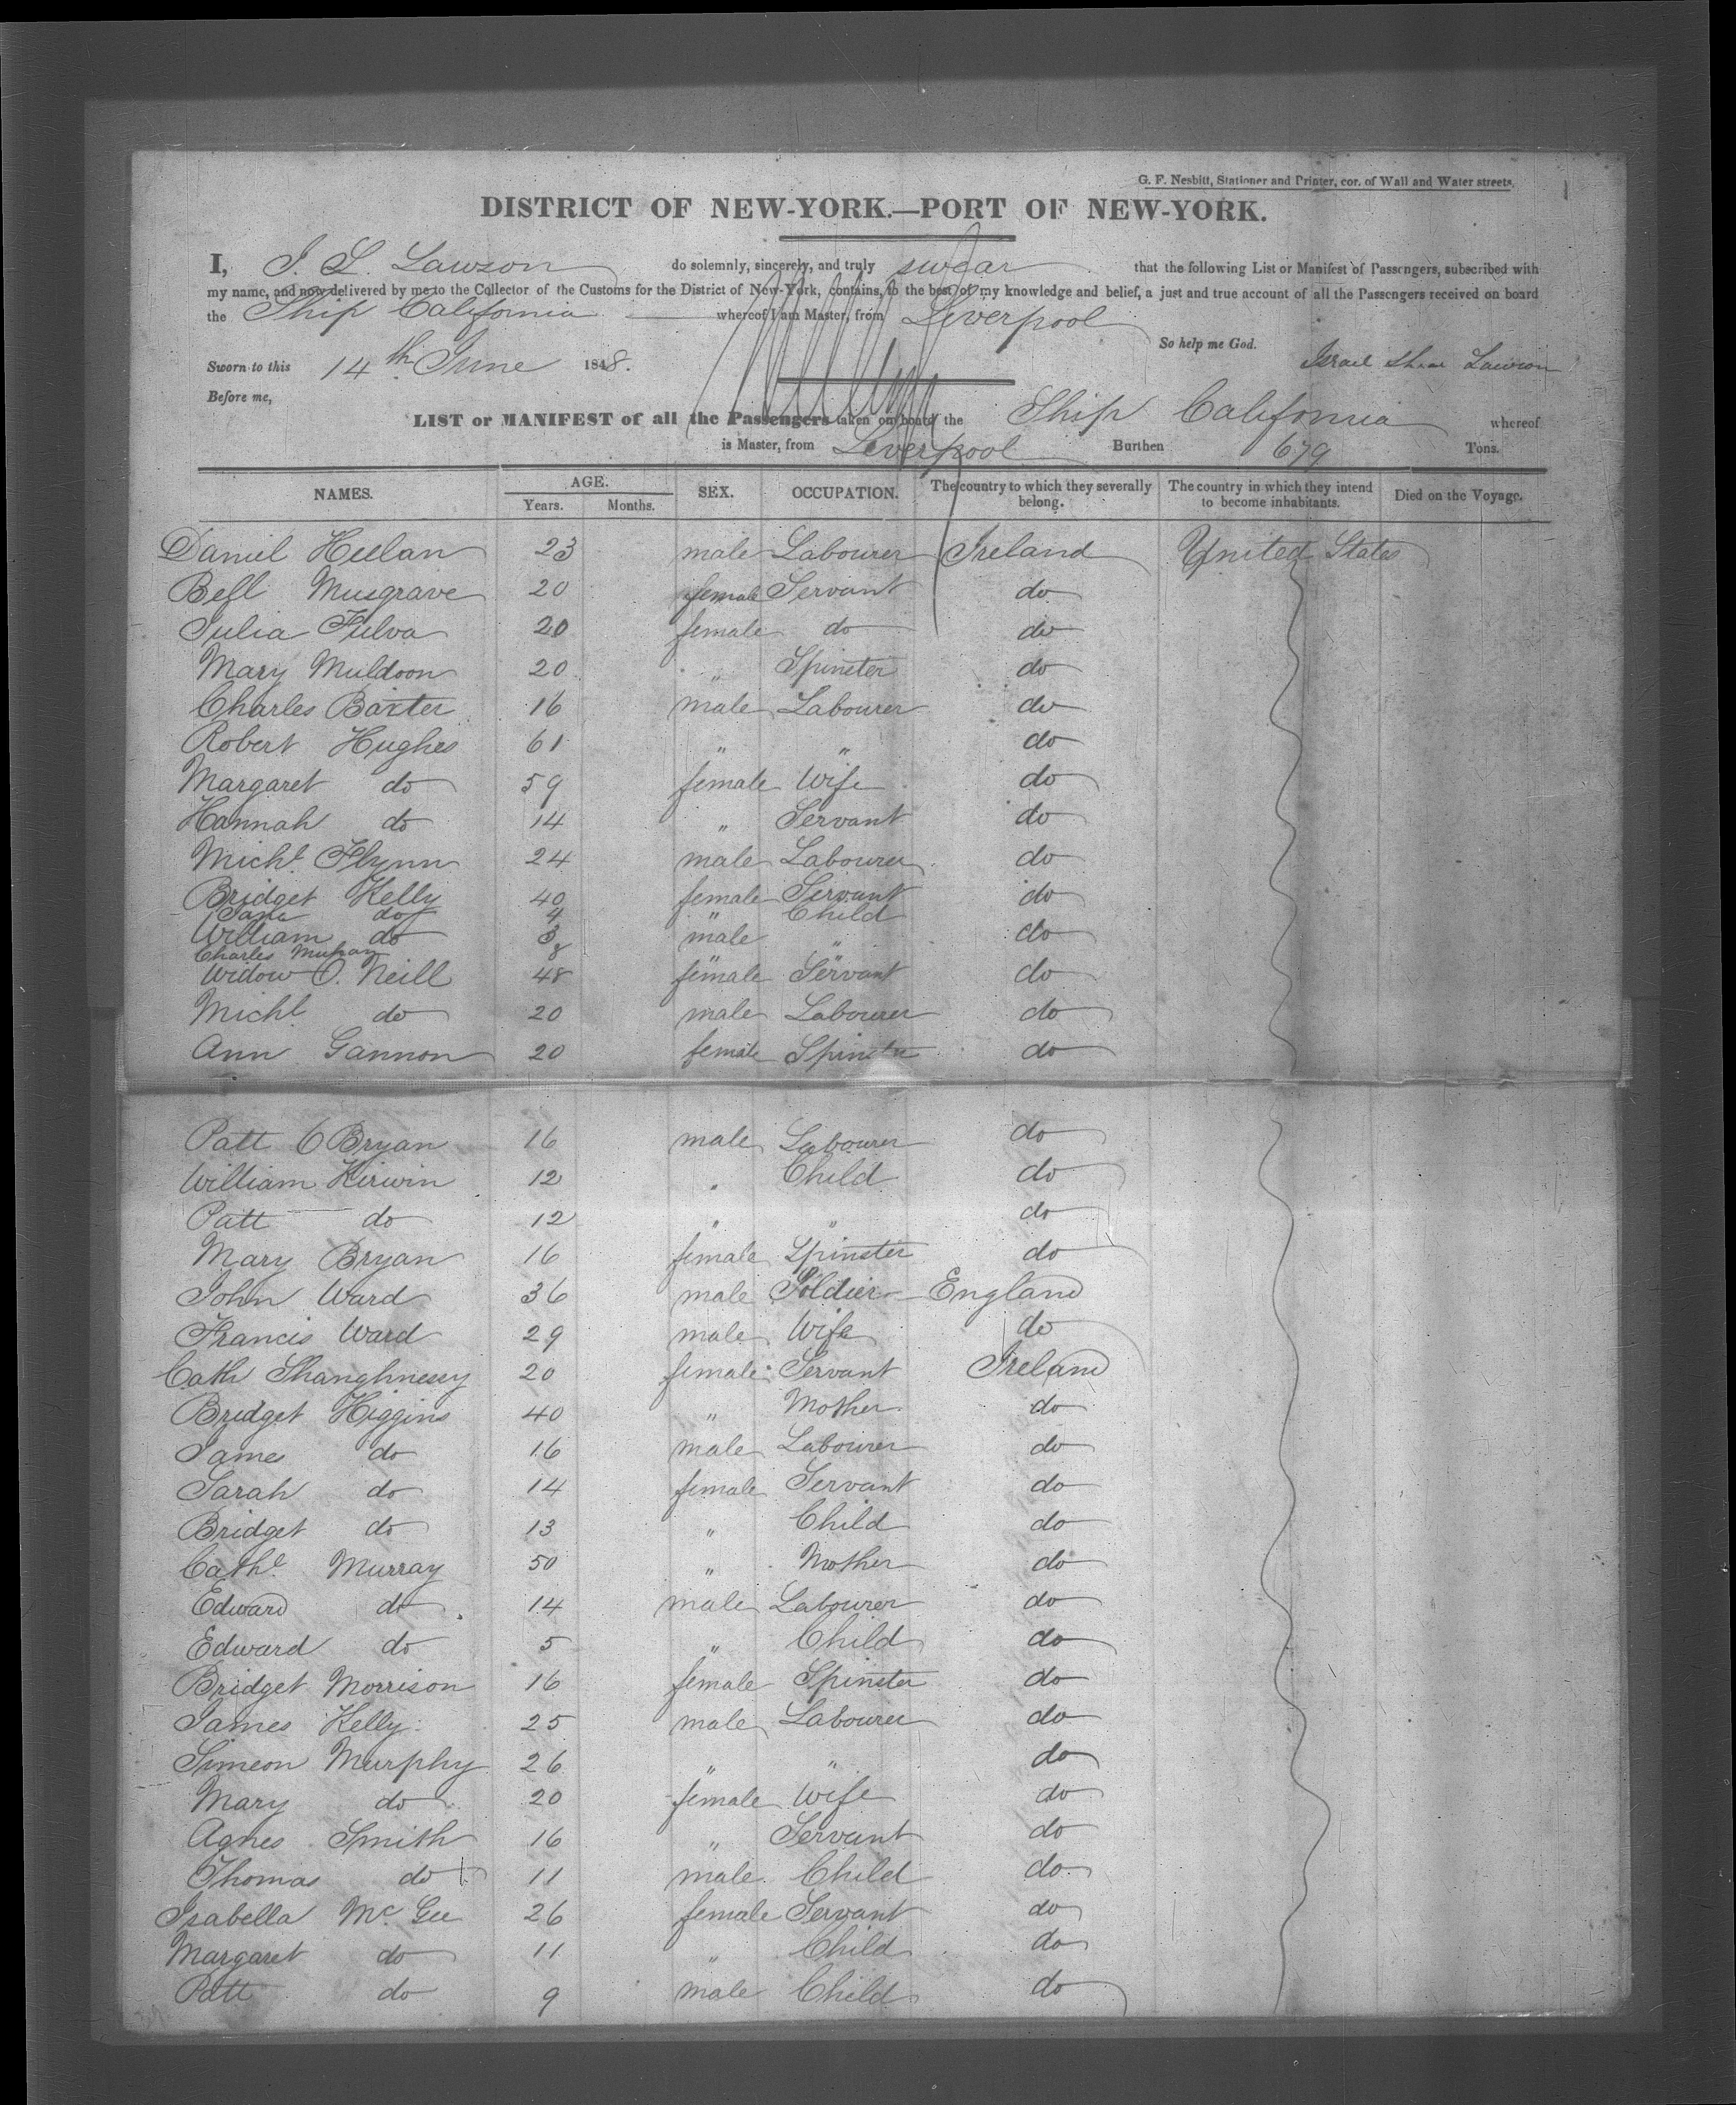 G. F. Nesbitt, Stationer and Printer, cor. of Wall and Water streets.
DISTRICT OF NEW-YORK.—PORT OF NEW-YORK.
I, I. S. Lawson do solemnly, sincerely, and truly swear that the following List or Manifest of Passengers, subscribed with
my name, and now delivered by me to the Collector of the Customs for the District of New-York, contains, to the best of my knowledge and belief, a just and true account of all the Passengers received on board
the Ship California whereof I am Master, from Liverpool
So help me God.
Sworn to this 14th June 1848. Israel Lawson
Before me,
LIST or MANIFEST of all the Passengers taken on board the Ship California whereof
is Master, from Liverpool Burthen 679 Tons.
NAMES. AGE. Years. Months. SEX. OCCUPATION. The country to which they severally belong. The country in which they intend to become inhabitants. Died on the Voyage.
Daniel Heelan 23 male Labourer Ireland United States
Bessl Musgrave 20 female Servant do
Julia Fulva 20 female do do
Mary Muldoon 20 " Spinster do
Charles Baxter 16 male Labourer do
Robert Hughes 61 " " do
Margaret do 59 female Wife do
Hannah do 14 " Servant do
Michl Flynn 24 male Labourer do
Bridget Kelly 40 female Servant do
Jane do 4 " Child
William do 3 male " do
Charles Murray 8 " "
Widow O. Neill 48 female Servant do
Michl do 20 male Labourer do
Ann Gannon 20 female Spinster do
Patt O Bryan 16 male Labourer do
William Kirwin 12 " Child do
Patt do 12 " " do
Mary Bryan 16 female Spinster do
John Ward 36 male Soldier England
Francis Ward 29 male Wife do
Cath Shanghnessy 20 female Servant Ireland
Bridget Higgins 40 " Mother do
James do 16 male Labourer do
Sarah do 14 female Servant do
Bridget do 13 " Child do
Cathe Murray 50 " Mother do
Edward do 14 male Labourer do
Edward do 5 " Child do
Bridget Morrison 16 female Spinster do
James Kelly 25 male Labourer do
Simeon Murphy 26 " " do
Mary do 20 female Wife do
Agnes Smith 16 " Servant do
Thomas do 11 male Child do
Isabella Mc Gee 26 female Servant do
Margaret do 11 " Child do
Patt do 9 male Child do